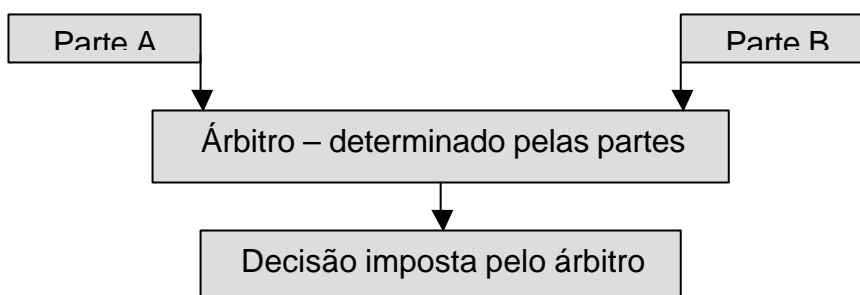 Parte A
Parte B
Árbitro – determinado pelas partes
Decisão imposta pelo árbitro